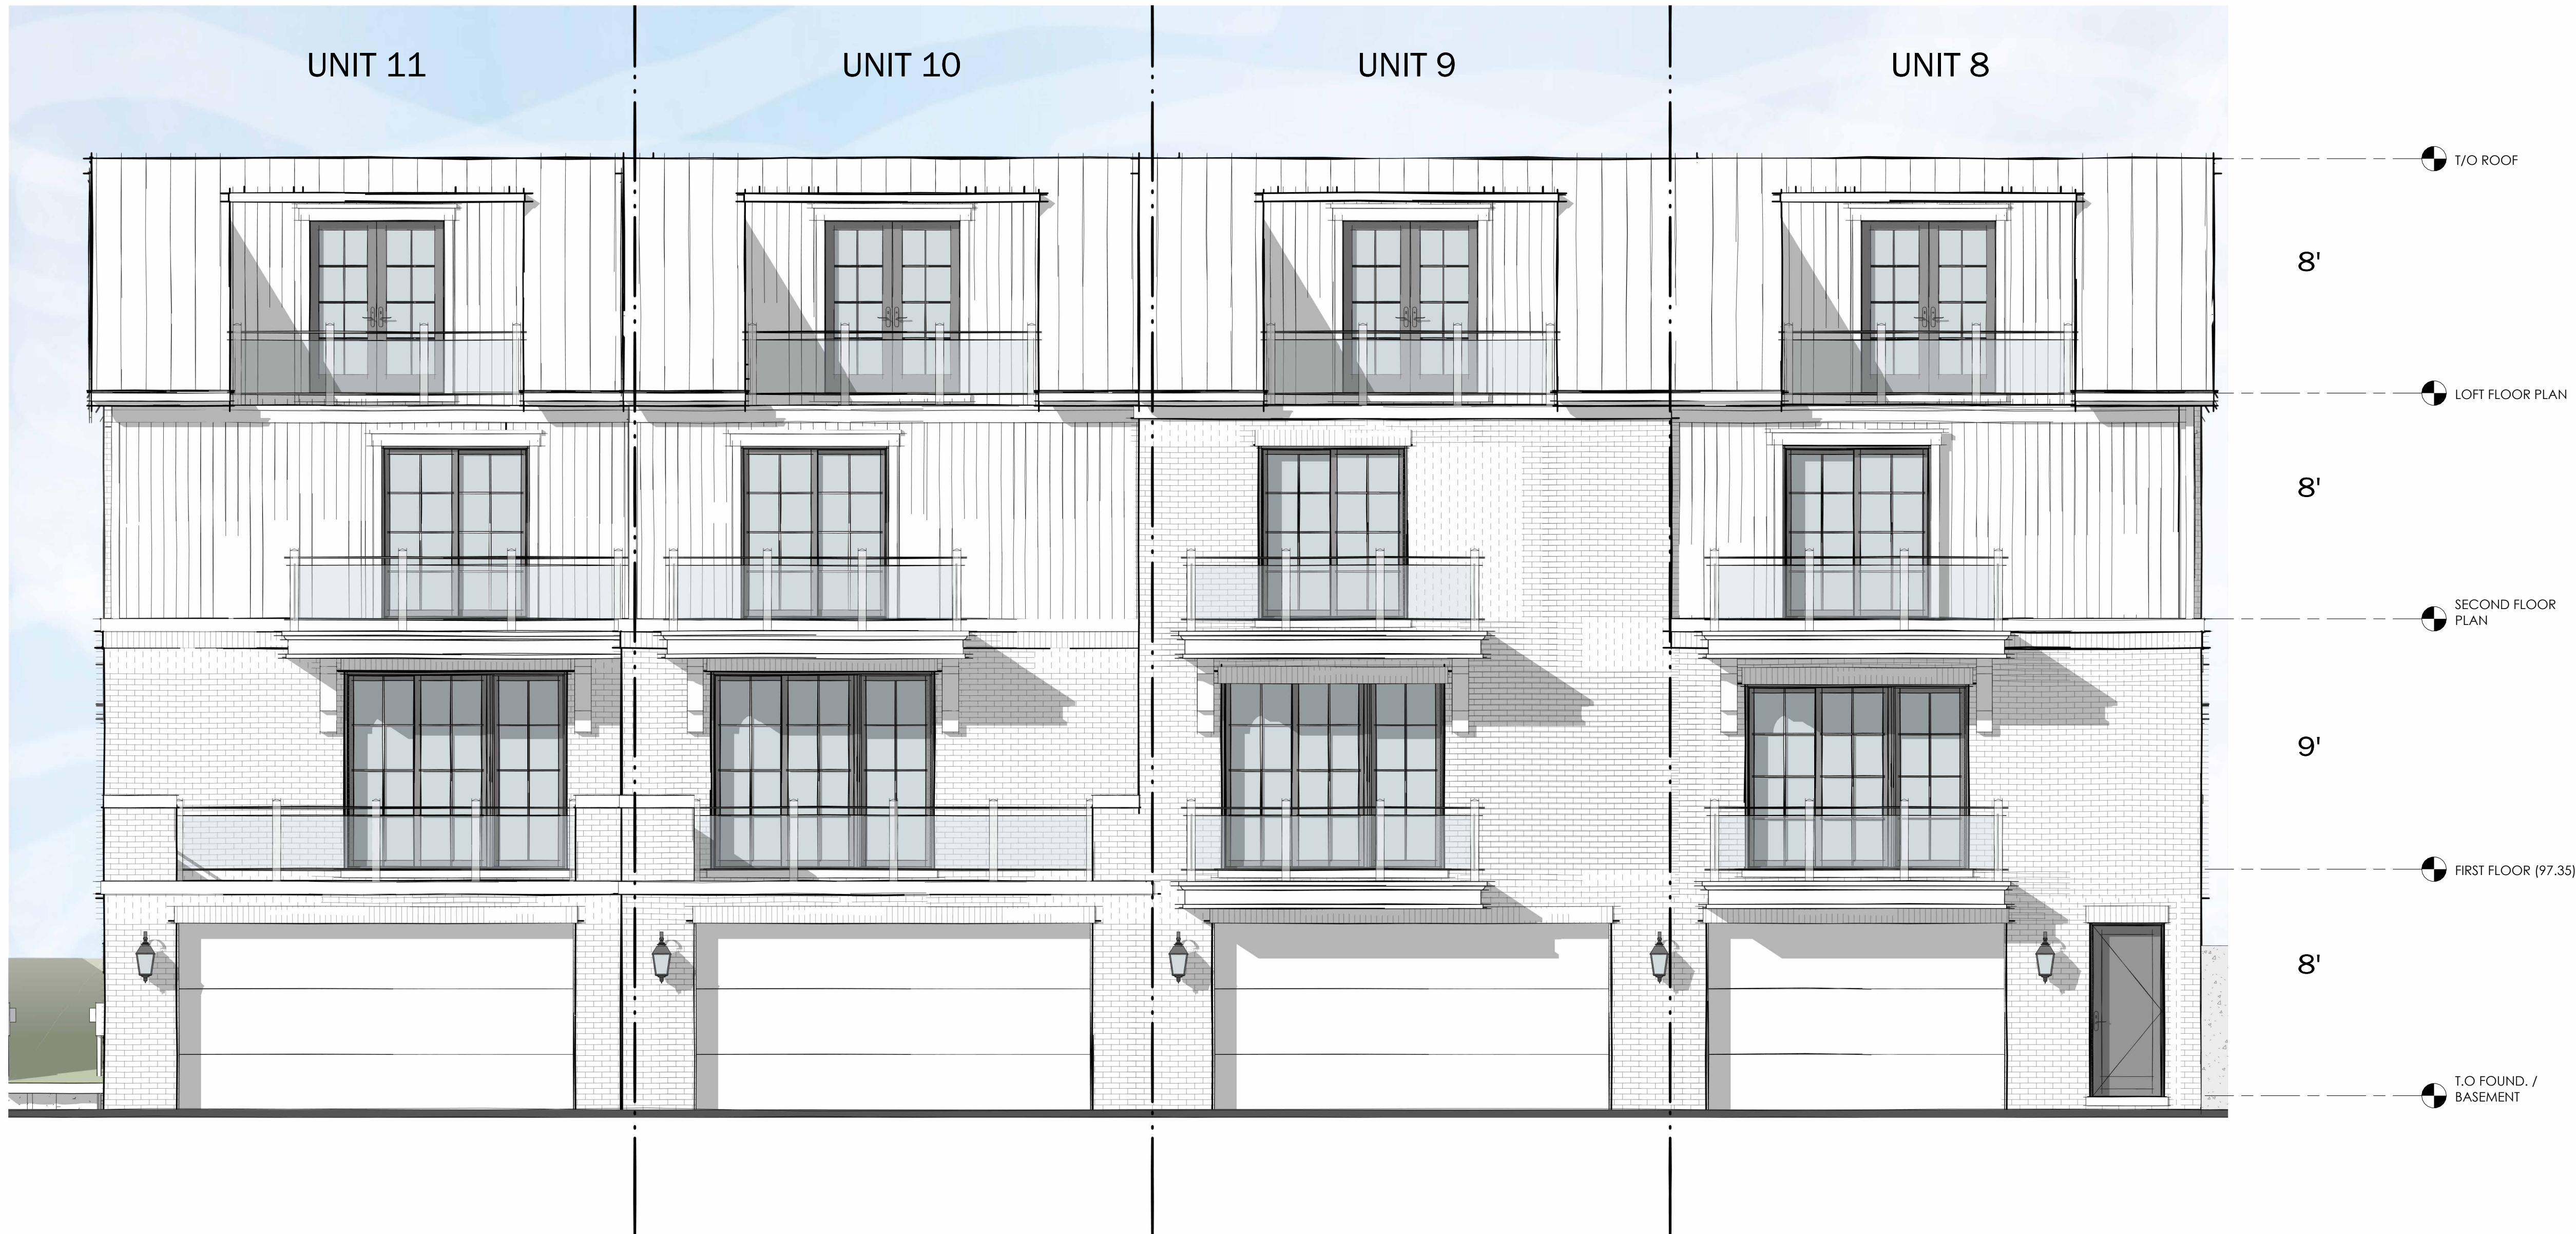 UNIT 11
UNIT 10
UNIT 9
UNIT 8
T/O ROOF
8'
LOFT FLOOR PLAN
8'
SECOND FLOOR
PLAN
9'
FIRST FLOOR (97.35)
8'
T.O FOUND. /
BASEMENT